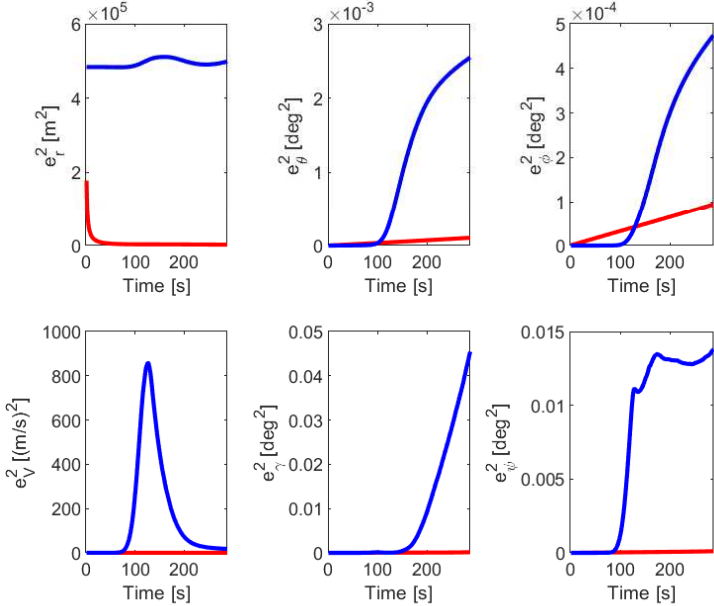 ×10^5
6
4
2
0
e_r^2 [m^2]
0 100 200
Time [s]
×10^-3
3
2
1
0
e_θ^2 [deg^2]
0 100 200
Time [s]
×10^-4
5
4
3
2
1
0
e_ϕ^2 [deg^2]
0 100 200
Time [s]
1000
800
600
400
200
0
e_V^2 [(m/s)^2]
0 100 200
Time [s]
0.05
0.04
0.03
0.02
0.01
0
e_γ^2 [deg^2]
0 100 200
Time [s]
0.015
0.01
0.005
0
e_ψ^2 [deg^2]
0 100 200
Time [s]